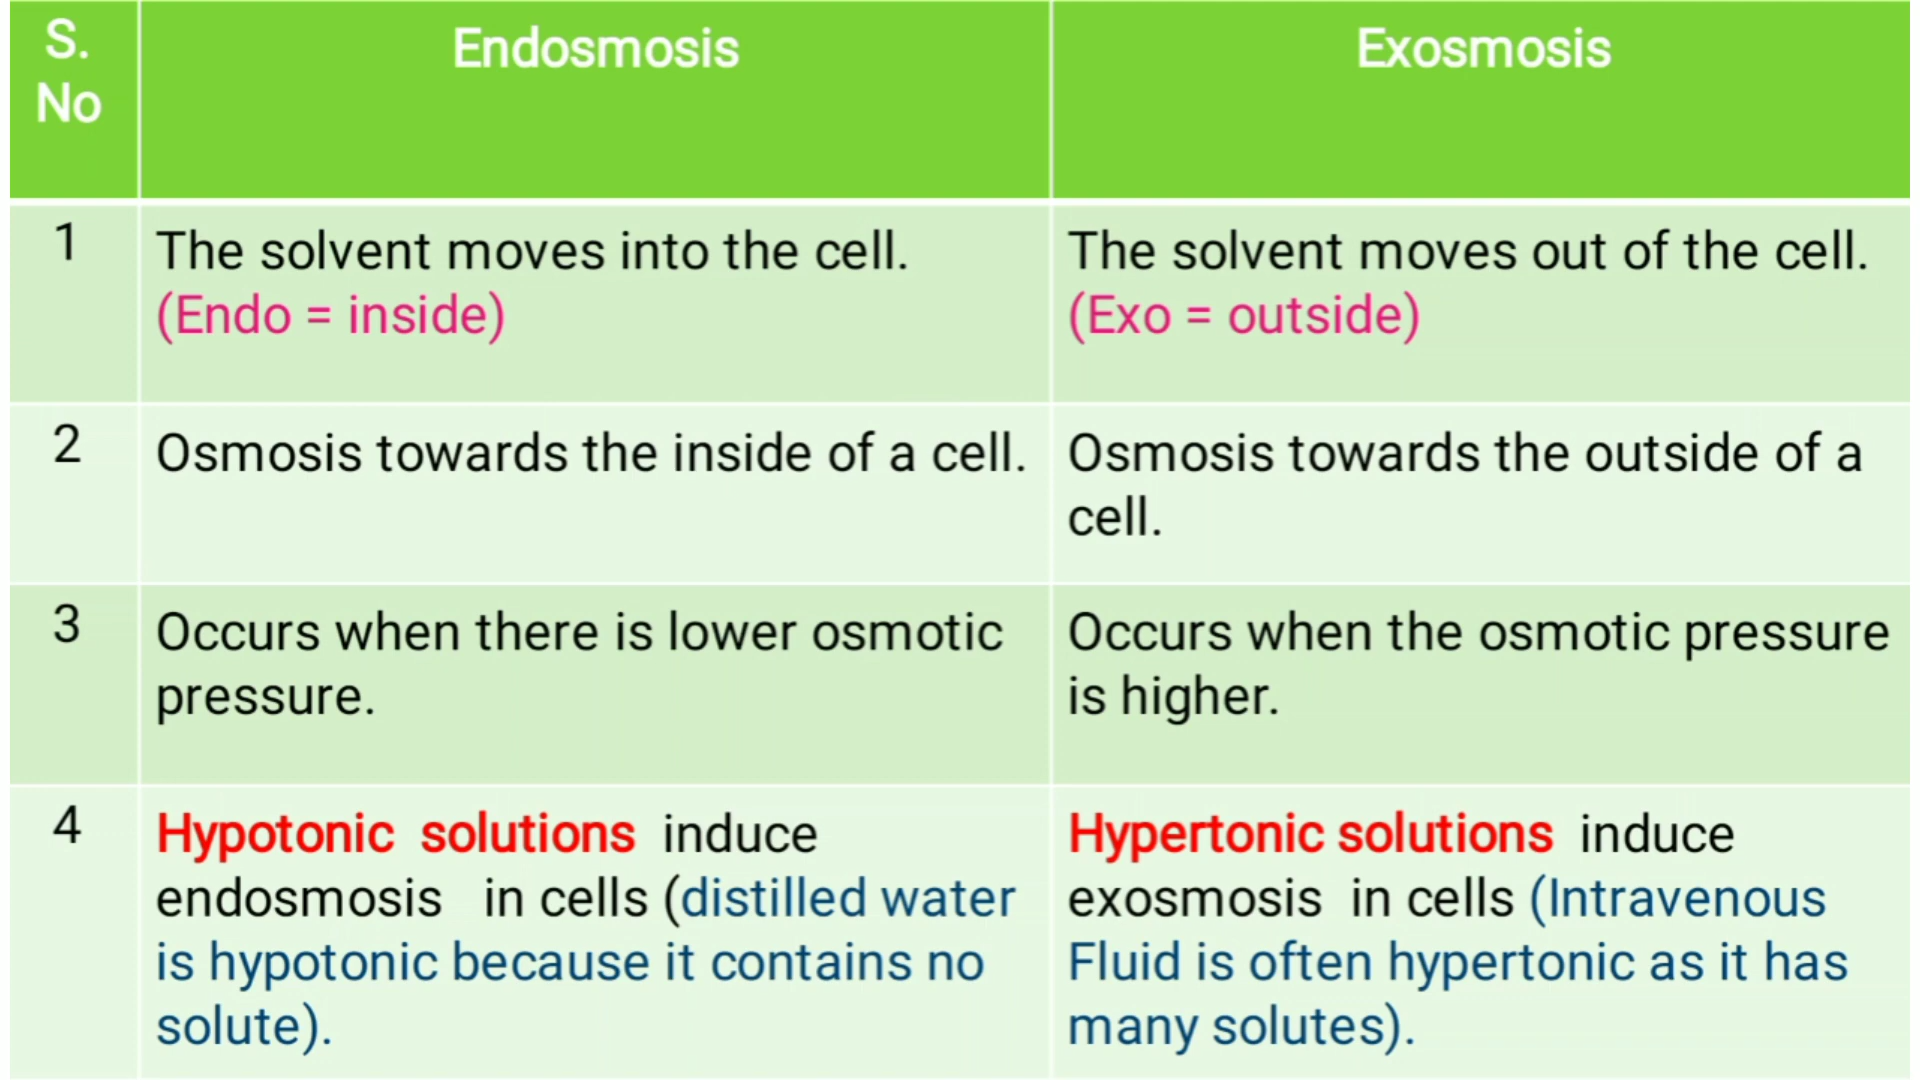 S.
No
Endosmosis
Exosmosis
1
The solvent moves into the cell.
(Endo = inside)
The solvent moves out of the cell.
(Exo = outside)
2
Osmosis towards the inside of a cell.
Osmosis towards the outside of a
cell.
3
Occurs when there is lower osmotic
pressure.
Occurs when the osmotic pressure
is higher.
4
Hypotonic solutions induce
endosmosis in cells (distilled water
is hypotonic because it contains no
solute).
Hypertonic solutions induce
exosmosis in cells (Intravenous
Fluid is often hypertonic as it has
many solutes).